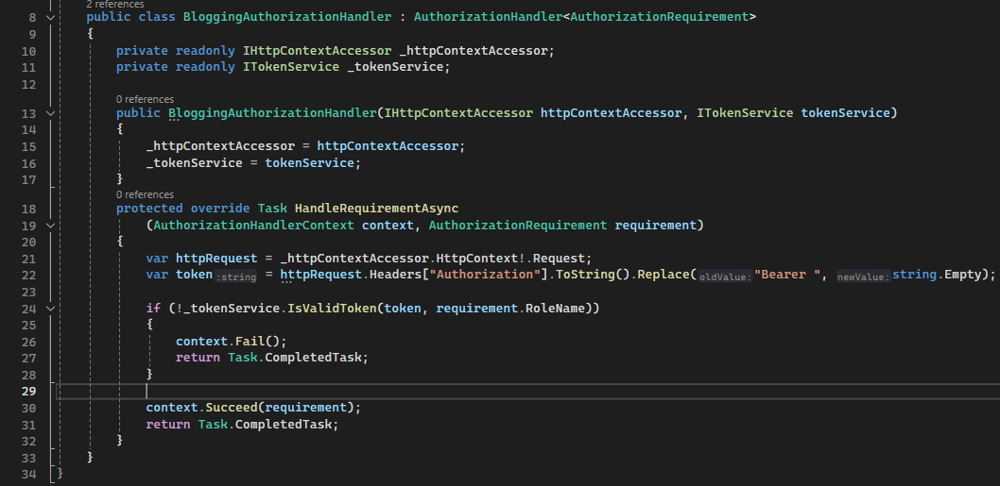 2 references
8 public class BloggingAuthorizationHandler : AuthorizationHandler<AuthorizationRequirement>
9 {
10 private readonly IHttpContextAccessor _httpContextAccessor;
11 private readonly ITokenService _tokenService;
12
0 references
13 public BloggingAuthorizationHandler(IHttpContextAccessor httpContextAccessor, ITokenService tokenService)
14 {
15 _httpContextAccessor = httpContextAccessor;
16 _tokenService = tokenService;
17 }
0 references
18 protected override Task HandleRequirementAsync
19 (AuthorizationHandlerContext context, AuthorizationRequirement requirement)
20 {
21 var httpRequest = _httpContextAccessor.HttpContext!.Request;
22 var token :string = httpRequest.Headers["Authorization"].ToString().Replace( oldValue: "Bearer ", newValue: string.Empty);
23
24 if (!_tokenService.IsValidToken(token, requirement.RoleName))
25 {
26 context.Fail();
27 return Task.CompletedTask;
28 }
29
30 context.Succeed(requirement);
31 return Task.CompletedTask;
32 }
33 }
34 }